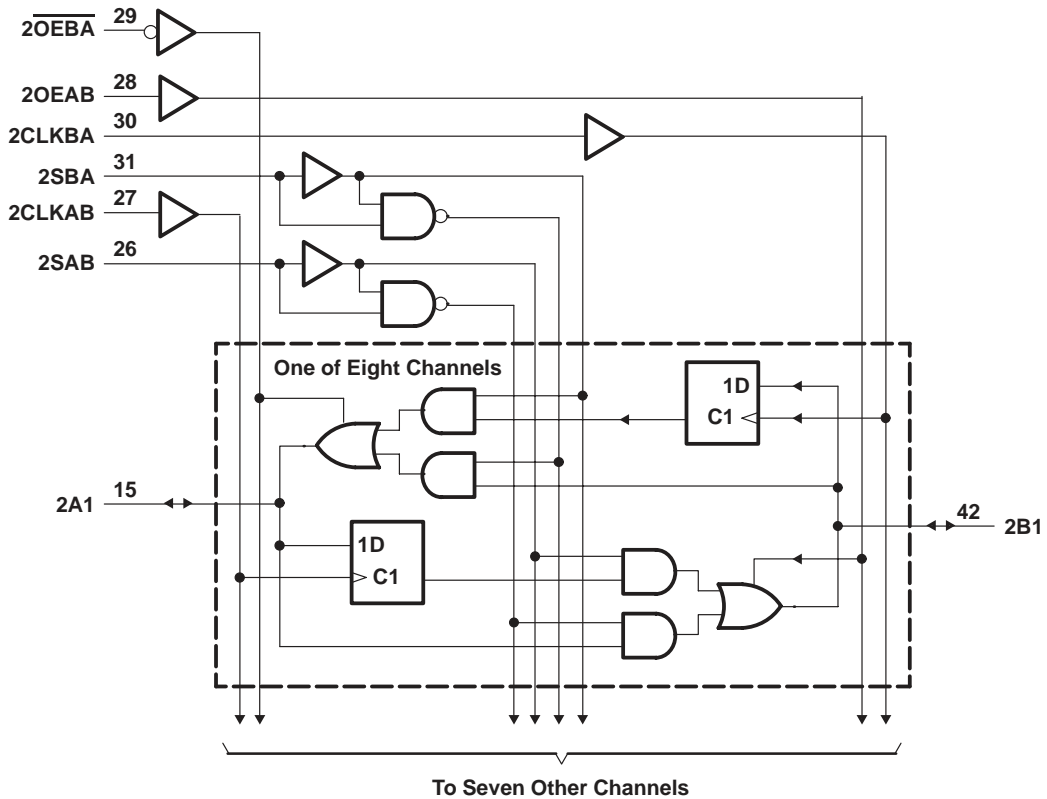 2OEBA 29
2OEAB 28
2CLKBA 30
2SBA 31
2CLKAB 27
2SAB 26
One of Eight Channels
1D
C1
2A1 15
1D
C1
42 2B1
To Seven Other Channels